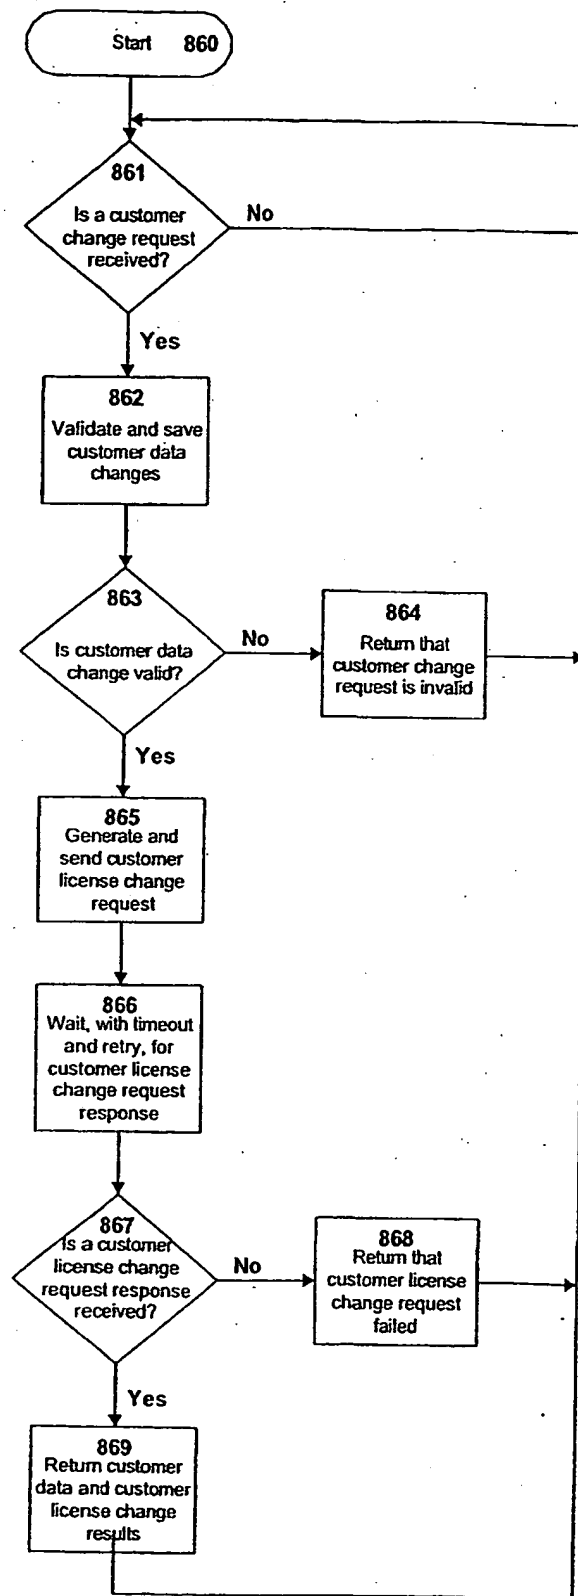 Start 860
861
Is a customer
change request
received?
No
Yes
862
Validate and save
customer data
changes
863
Is customer data
change valid?
No
864
Return that
customer change
request is invalid
Yes
865
Generate and
send customer
license change
request
866
Wait, with timeout
and retry, for
customer license
change request
response
867
Is a customer
license change
request response
received?
No
868
Return that
customer license
change request
failed
Yes
869
Return customer
data and customer
license change
results